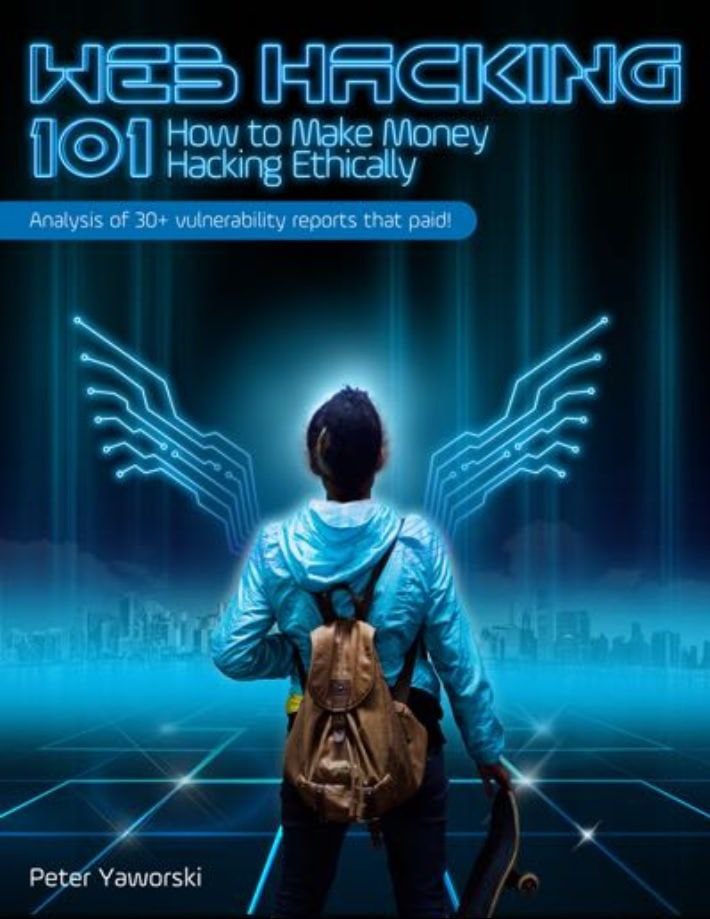 WEB HACKING
101 How to Make Money
Hacking Ethically
Analysis of 30+ vulnerability reports that paid!
Peter Yaworski